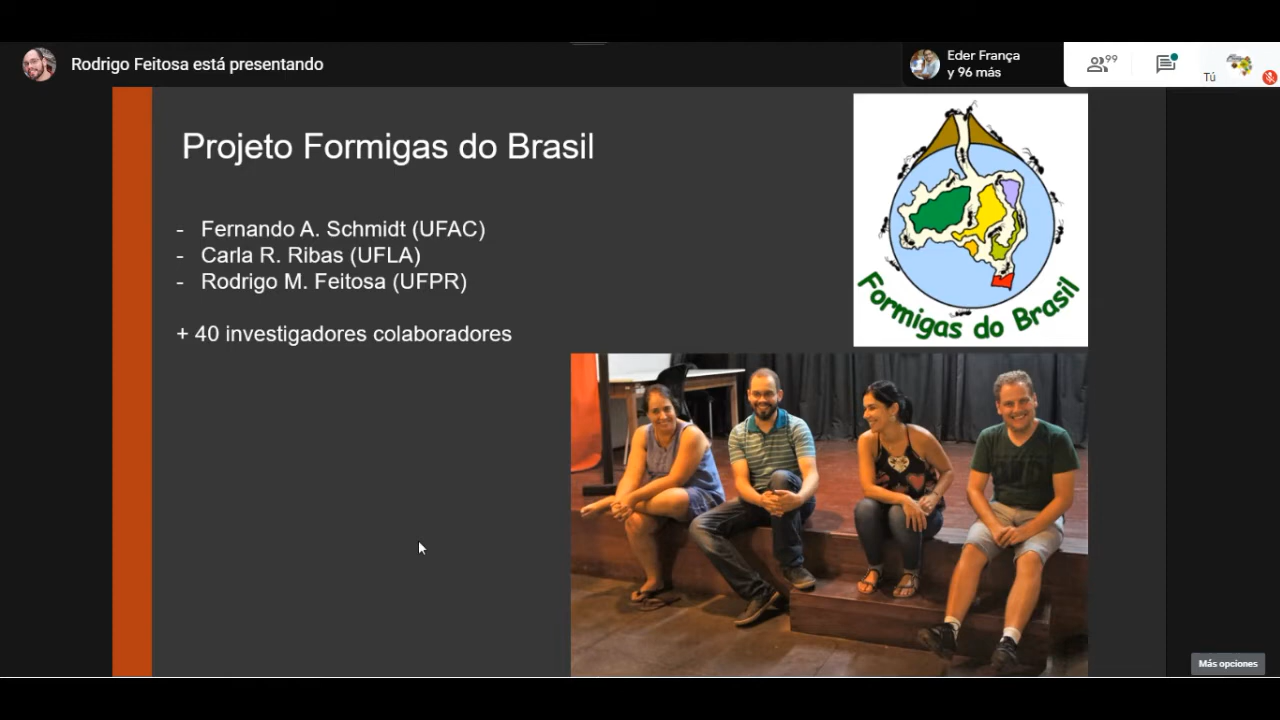 Rodrigo Feitosa está presentando
Eder França
y 96 más
99
Tú
Projeto Formigas do Brasil
- Fernando A. Schmidt (UFAC)
- Carla R. Ribas (UFLA)
- Rodrigo M. Feitosa (UFPR)
+ 40 investigadores colaboradores
Formigas do Brasil
Más opciones